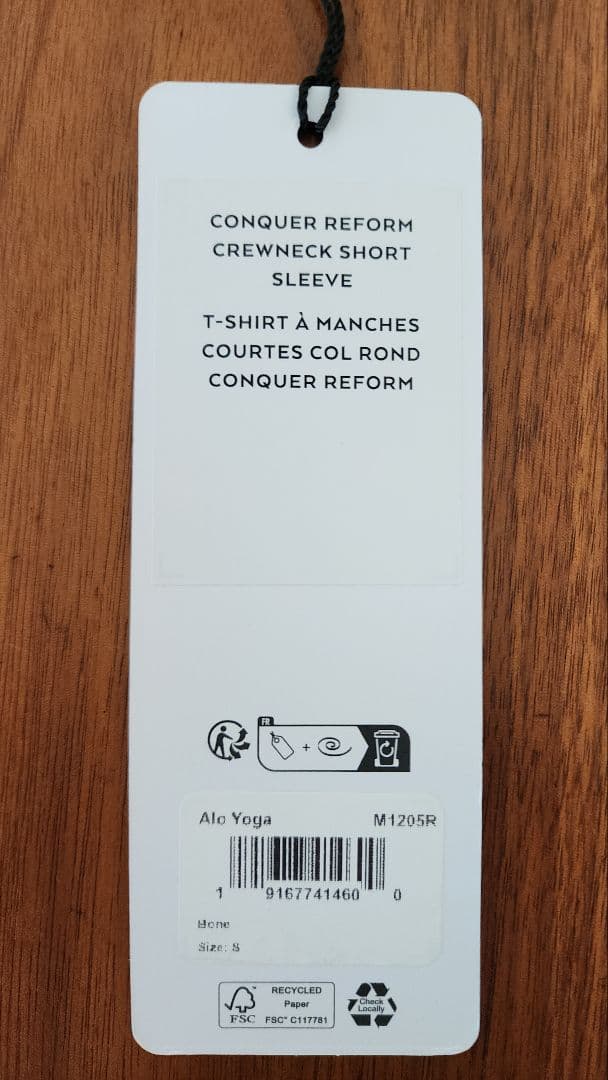 CONQUER REFORM
CREWNECK SHORT
SLEEVE
T-SHIRT À MANCHES
COURTES COL ROND
CONQUER REFORM
FR
+
Alo Yoga M1205R
1 9167741460 0
Bone
Size: S
FSC™ RECYCLED
Paper
FSC® C117781
Check
Locally